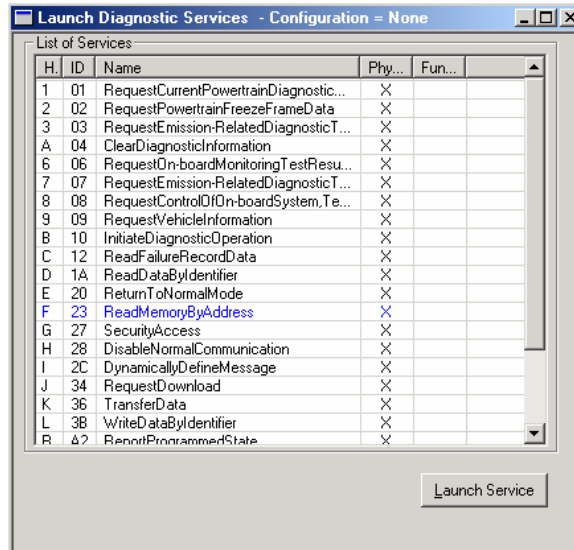 Launch Diagnostic Services - Configuration = None
List of Services
H. ID Name Phy... Fun...
1 01 RequestCurrentPowertrainDiagnostic... X
2 02 RequestPowertrainFreezeFrameData X
3 03 RequestEmission-RelatedDiagnosticT... X
A 04 ClearDiagnosticInformation X
6 06 RequestOn-boardMonitoringTestResu... X
7 07 RequestEmission-RelatedDiagnosticT... X
8 08 RequestControlOfOn-boardSystem,Te... X
9 09 RequestVehicleInformation X
B 10 InitiateDiagnosticOperation X
C 12 ReadFailureRecordData X
D 1A ReadDataByIdentifier X
E 20 ReturnToNormalMode X
F 23 ReadMemoryByAddress X
G 27 SecurityAccess X
H 28 DisableNormalCommunication X
I 2C DynamicallyDefineMessage X
J 34 RequestDownload X
K 36 TransferData X
L 3B WriteDataByIdentifier X
R A2 ReportProgrammedState X
Launch Service